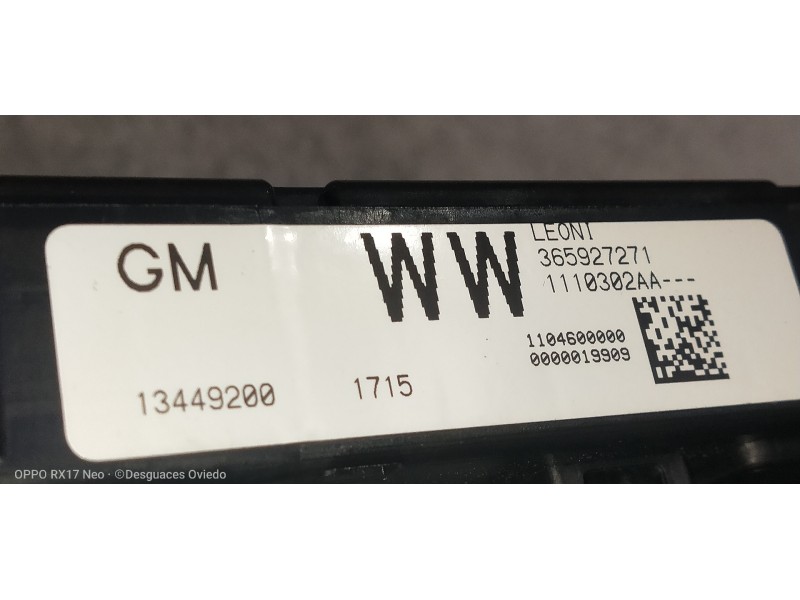 GM
WW
LEONI
365927271
1110302AA---
1104600000
0000019909
13449200
1715
OPPO RX17 Neo · ©Desguaces Oviedo